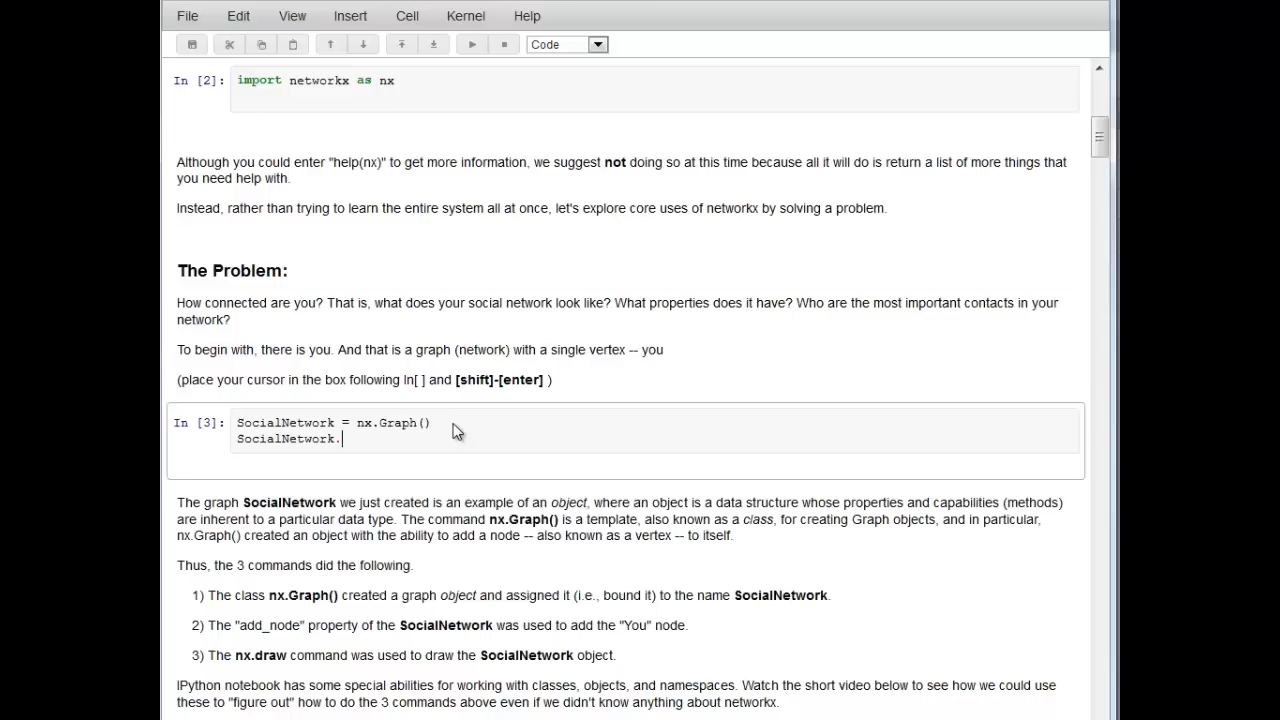 File Edit View Insert Cell Kernel Help
Code
In [2]: import networkx as nx
Although you could enter "help(nx)" to get more information, we suggest not doing so at this time because all it will do is return a list of more things that
you need help with.
Instead, rather than trying to learn the entire system all at once, let's explore core uses of networkx by solving a problem.
The Problem:
How connected are you? That is, what does your social network look like? What properties does it have? Who are the most important contacts in your
network?
To begin with, there is you. And that is a graph (network) with a single vertex -- you
(place your cursor in the box following In[ ] and [shift]-[enter] )
In [3]: SocialNetwork = nx.Graph()
SocialNetwork.
The graph SocialNetwork we just created is an example of an object, where an object is a data structure whose properties and capabilities (methods)
are inherent to a particular data type. The command nx.Graph() is a template, also known as a class, for creating Graph objects, and in particular,
nx.Graph() created an object with the ability to add a node -- also known as a vertex -- to itself.
Thus, the 3 commands did the following.
1) The class nx.Graph() created a graph object and assigned it (i.e., bound it) to the name SocialNetwork.
2) The "add_node" property of the SocialNetwork was used to add the "You" node.
3) The nx.draw command was used to draw the SocialNetwork object.
IPython notebook has some special abilities for working with classes, objects, and namespaces. Watch the short video below to see how we could use
these to "figure out" how to do the 3 commands above even if we didn't know anything about networkx.